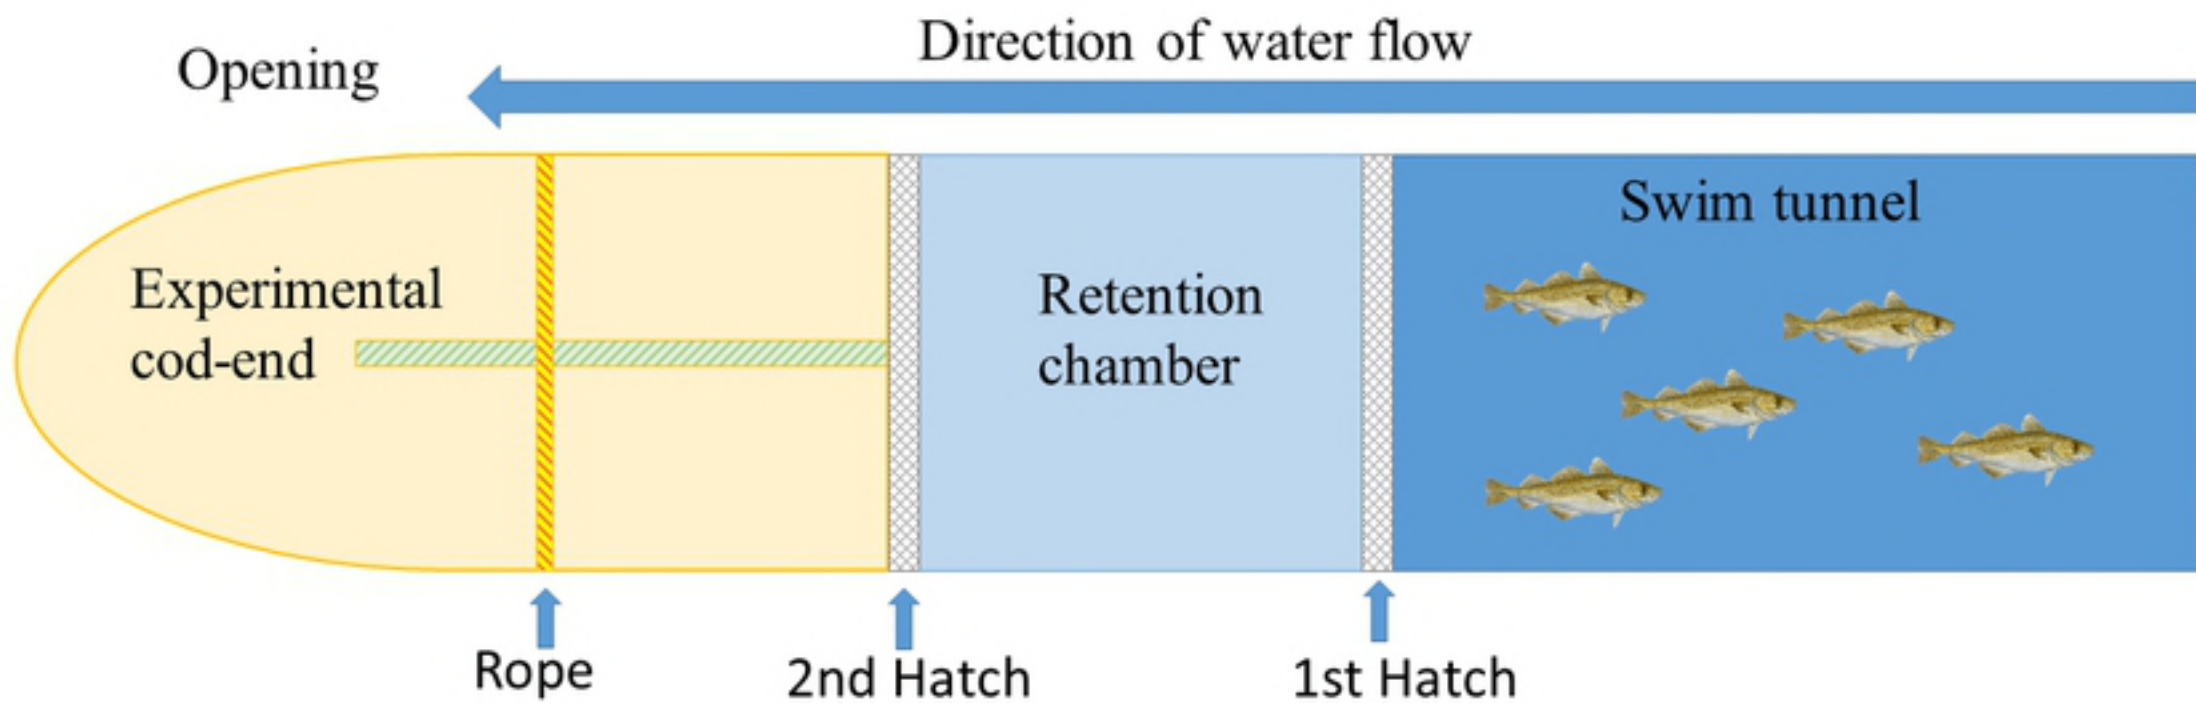 Opening
Direction of water flow
Swim tunnel
Experimental
cod-end
Retention
chamber
Rope
2nd Hatch
1st Hatch